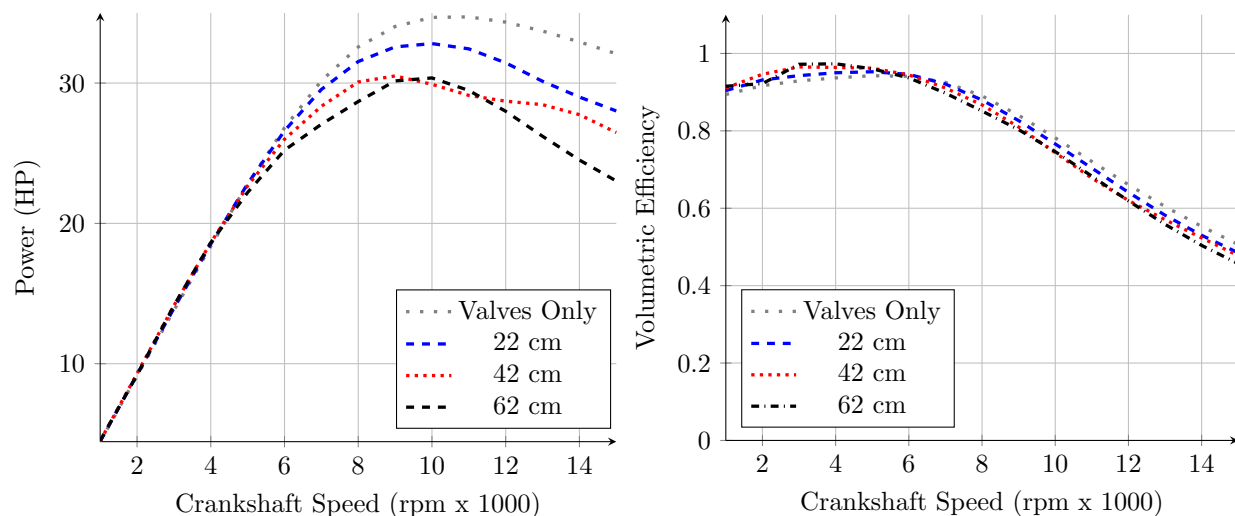 30
20
10
Power (HP)
Valves Only
22 cm
42 cm
62 cm
2 4 6 8 10 12 14
Crankshaft Speed (rpm x 1000)
1
0.8
0.6
0.4
0.2
0
Volumetric Efficiency
Valves Only
22 cm
42 cm
62 cm
2 4 6 8 10 12 14
Crankshaft Speed (rpm x 1000)